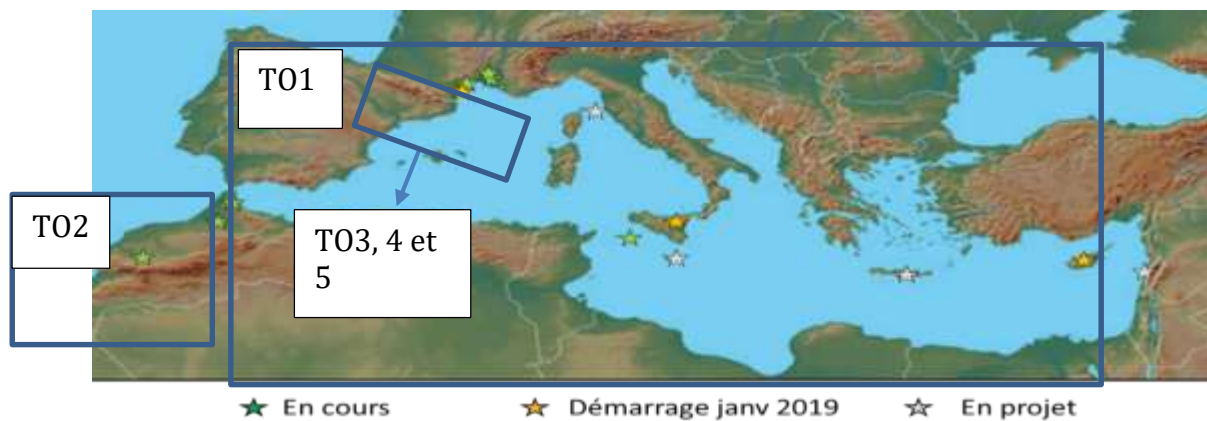 TO1
TO2
TO3, 4 et
5
En cours
Démarrage janv 2019
En projet